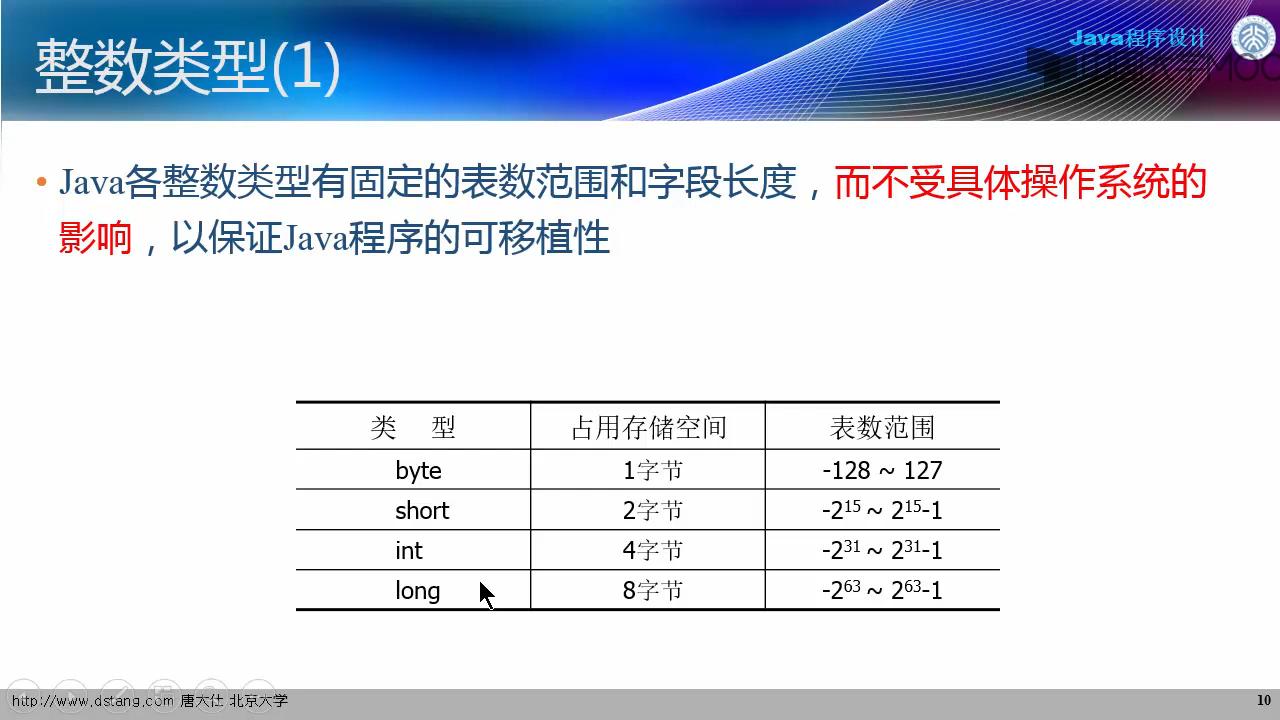 整数类型(1)
Java程序设计
Java各整数类型有固定的表数范围和字段长度，而不受具体操作系统的
影响，以保证Java程序的可移植性
类 型 占用存储空间 表数范围
byte 1字节 -128 ~ 127
short 2字节 -2¹⁵ ~ 2¹⁵-1
int 4字节 -2³¹ ~ 2³¹-1
long 8字节 -2⁶³ ~ 2⁶³-1
http://www.dstang.com 唐大仕 北京大学
10